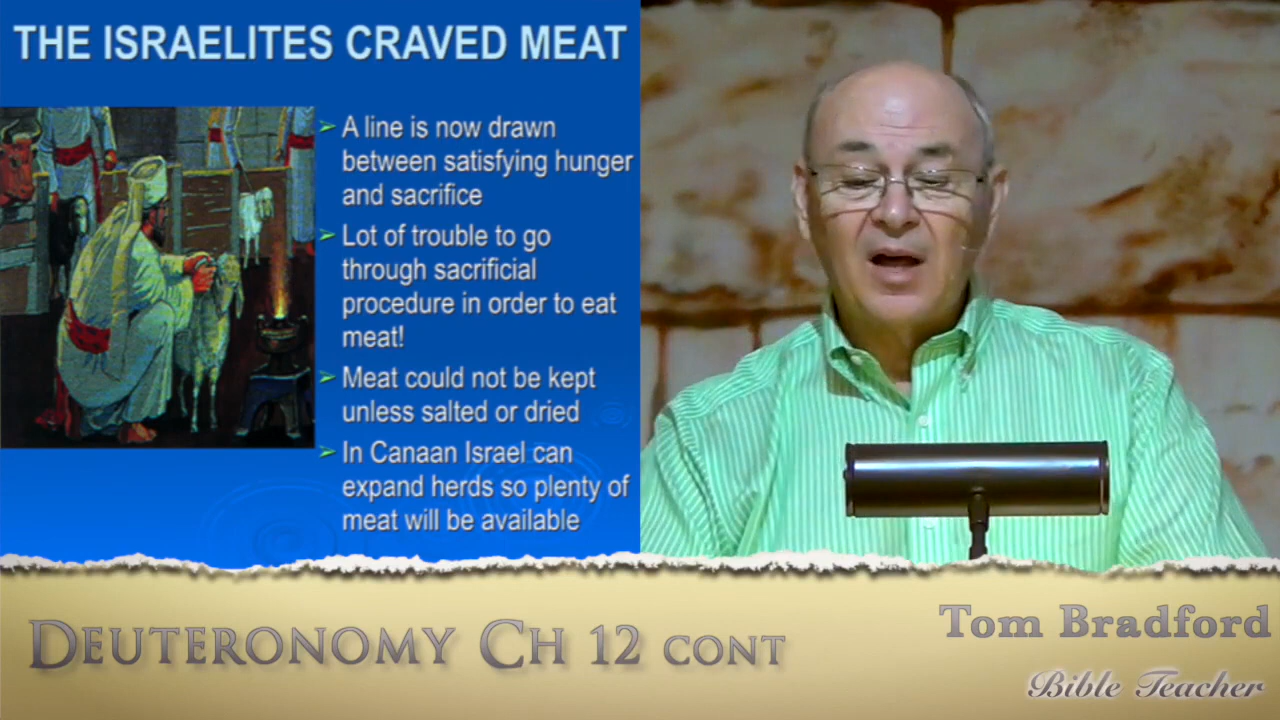 THE ISRAELITES CRAVED MEAT
A line is now drawn
between satisfying hunger
and sacrifice
Lot of trouble to go
through sacrificial
procedure in order to eat
meat!
Meat could not be kept
unless salted or dried
In Canaan Israel can
expand herds so plenty of
meat will be available
DEUTERONOMY CH 12 CONT
Tom Bradford
Bible Teacher